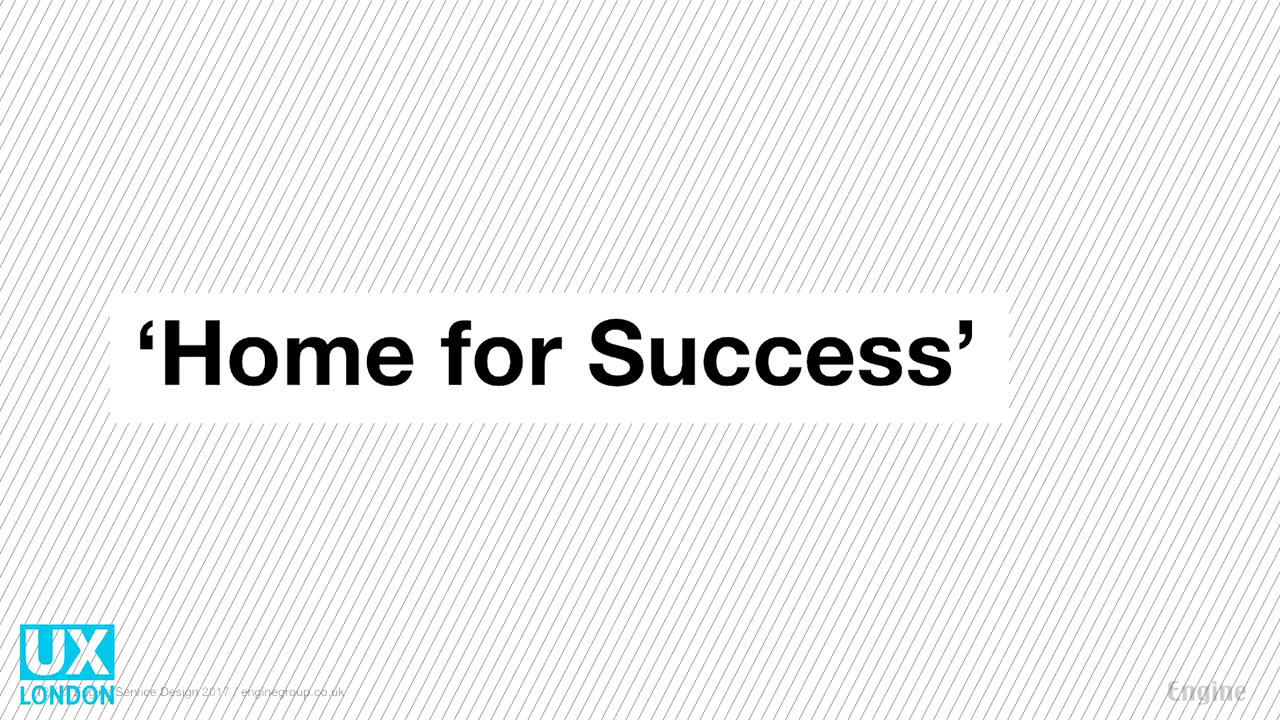 ‘Home for Success’
UX
LONDON
Service Design 2017 / enginegroup.co.uk
Engine